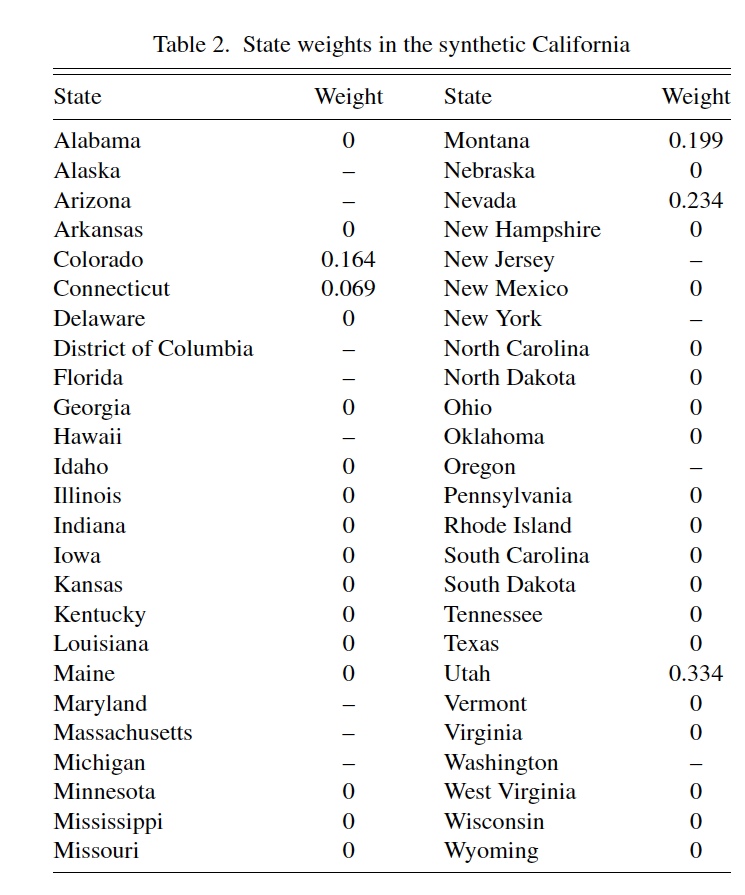 Table 2. State weights in the synthetic California
State Weight State Weight
Alabama 0 Montana 0.199
Alaska – Nebraska 0
Arizona – Nevada 0.234
Arkansas 0 New Hampshire 0
Colorado 0.164 New Jersey –
Connecticut 0.069 New Mexico 0
Delaware 0 New York –
District of Columbia – North Carolina 0
Florida – North Dakota 0
Georgia 0 Ohio 0
Hawaii – Oklahoma 0
Idaho 0 Oregon –
Illinois 0 Pennsylvania 0
Indiana 0 Rhode Island 0
Iowa 0 South Carolina 0
Kansas 0 South Dakota 0
Kentucky 0 Tennessee 0
Louisiana 0 Texas 0
Maine 0 Utah 0.334
Maryland – Vermont 0
Massachusetts – Virginia 0
Michigan – Washington –
Minnesota 0 West Virginia 0
Mississippi 0 Wisconsin 0
Missouri 0 Wyoming 0